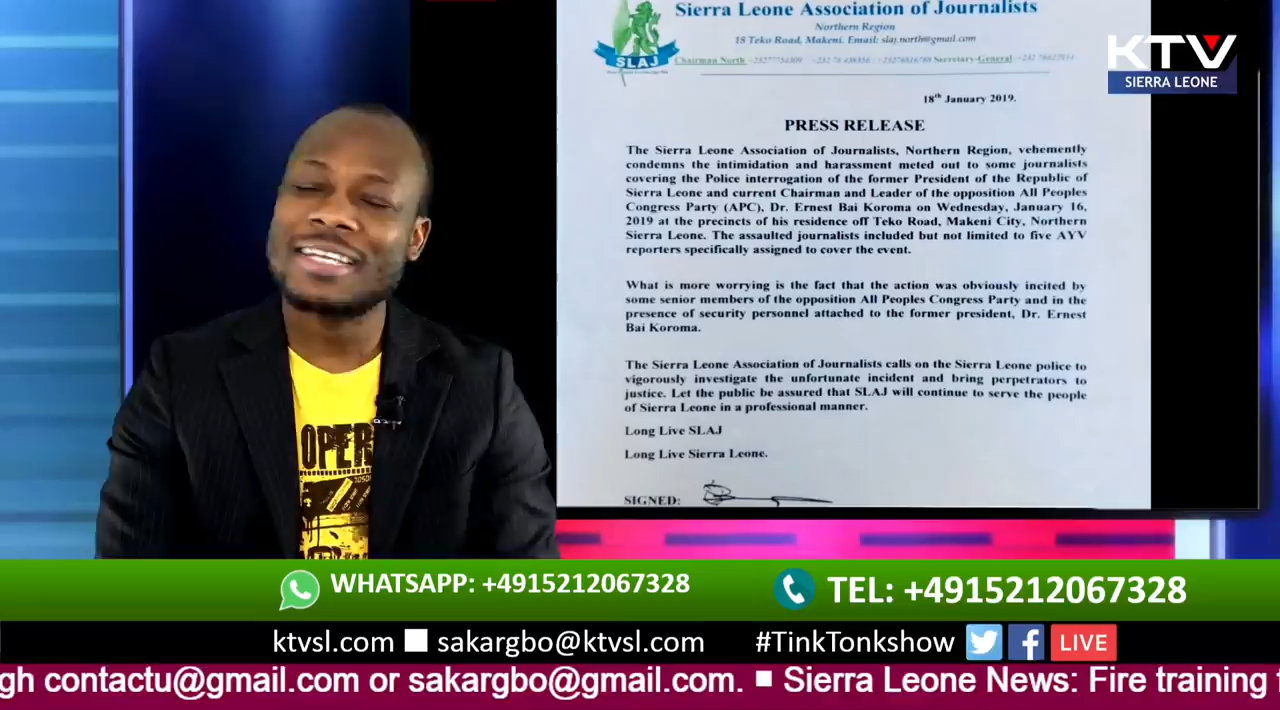 Sierra Leone Association of Journalists
Northern Region
18 Teko Road, Makeni. Email: slaj.north@gmail.com
SLAJ
Chairman North
Secretary-General
KTV
SIERRA LEONE
18th January 2019.
PRESS RELEASE
The Sierra Leone Association of Journalists, Northern Region, vehemently
condemns the intimidation and harassment meted out to some journalists
covering the Police interrogation of the former President of the Republic of
Sierra Leone and current Chairman and Leader of the opposition All Peoples
Congress Party (APC), Dr. Ernest Bai Koroma on Wednesday, January 16,
2019 at the precincts of his residence off Teko Road, Makeni City, Northern
Sierra Leone. The assaulted journalists included but not limited to five AYV
reporters specifically assigned to cover the event.
What is more worrying is the fact that the action was obviously incited by
some senior members of the opposition All Peoples Congress Party and in the
presence of security personnel attached to the former president, Dr. Ernest
Bai Koroma.
The Sierra Leone Association of Journalists calls on the Sierra Leone police to
vigorously investigate the unfortunate incident and bring perpetrators to
justice. Let the public be assured that SLAJ will continue to serve the people
of Sierra Leone in a professional manner.
Long Live SLAJ
Long Live Sierra Leone.
SIGNED:
OPER
WHATSAPP: +4915212067328
TEL: +4915212067328
ktvsl.com ■ sakargbo@ktvsl.com
#TinkTonkshow
LIVE
gh contactu@gmail.com or sakargbo@gmail.com. ■ Sierra Leone News: Fire training